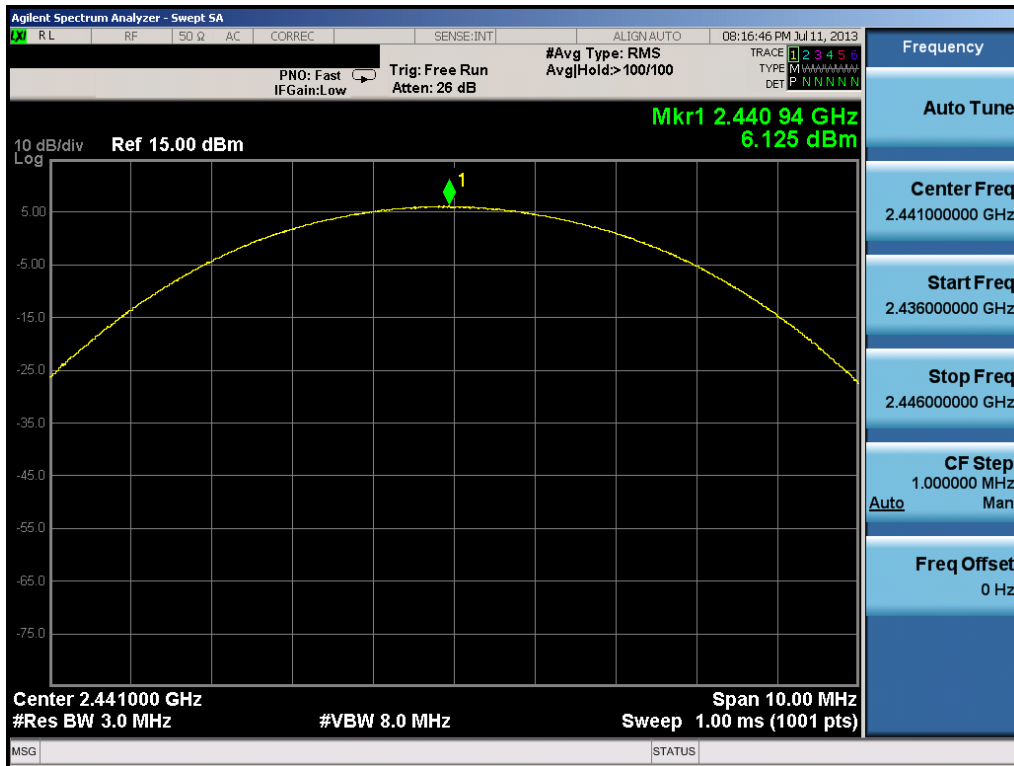 Agilent Spectrum Analyzer - Swept SA
LXI RL RF 50 Ω AC CORREC SENSE:INT ALIGN AUTO 08:16:46 PM Jul 11, 2013
PNO: Fast
IFGain:Low
Trig: Free Run
Atten: 26 dB
#Avg Type: RMS
Avg|Hold:>100/100
TRACE 1 2 3 4 5 6
TYPE MWWWWW
DET P N N N N N
Mkr1 2.440 94 GHz
6.125 dBm
10 dB/div Ref 15.00 dBm
Log
1
5.00
-5.00
-15.0
-25.0
-35.0
-45.0
-55.0
-65.0
-75.0
Center 2.441000 GHz Span 10.00 MHz
#Res BW 3.0 MHz #VBW 8.0 MHz Sweep 1.00 ms (1001 pts)
MSG STATUS
Frequency
Auto Tune
Center Freq
2.441000000 GHz
Start Freq
2.436000000 GHz
Stop Freq
2.446000000 GHz
CF Step
1.000000 MHz
Auto Man
Freq Offset
0 Hz